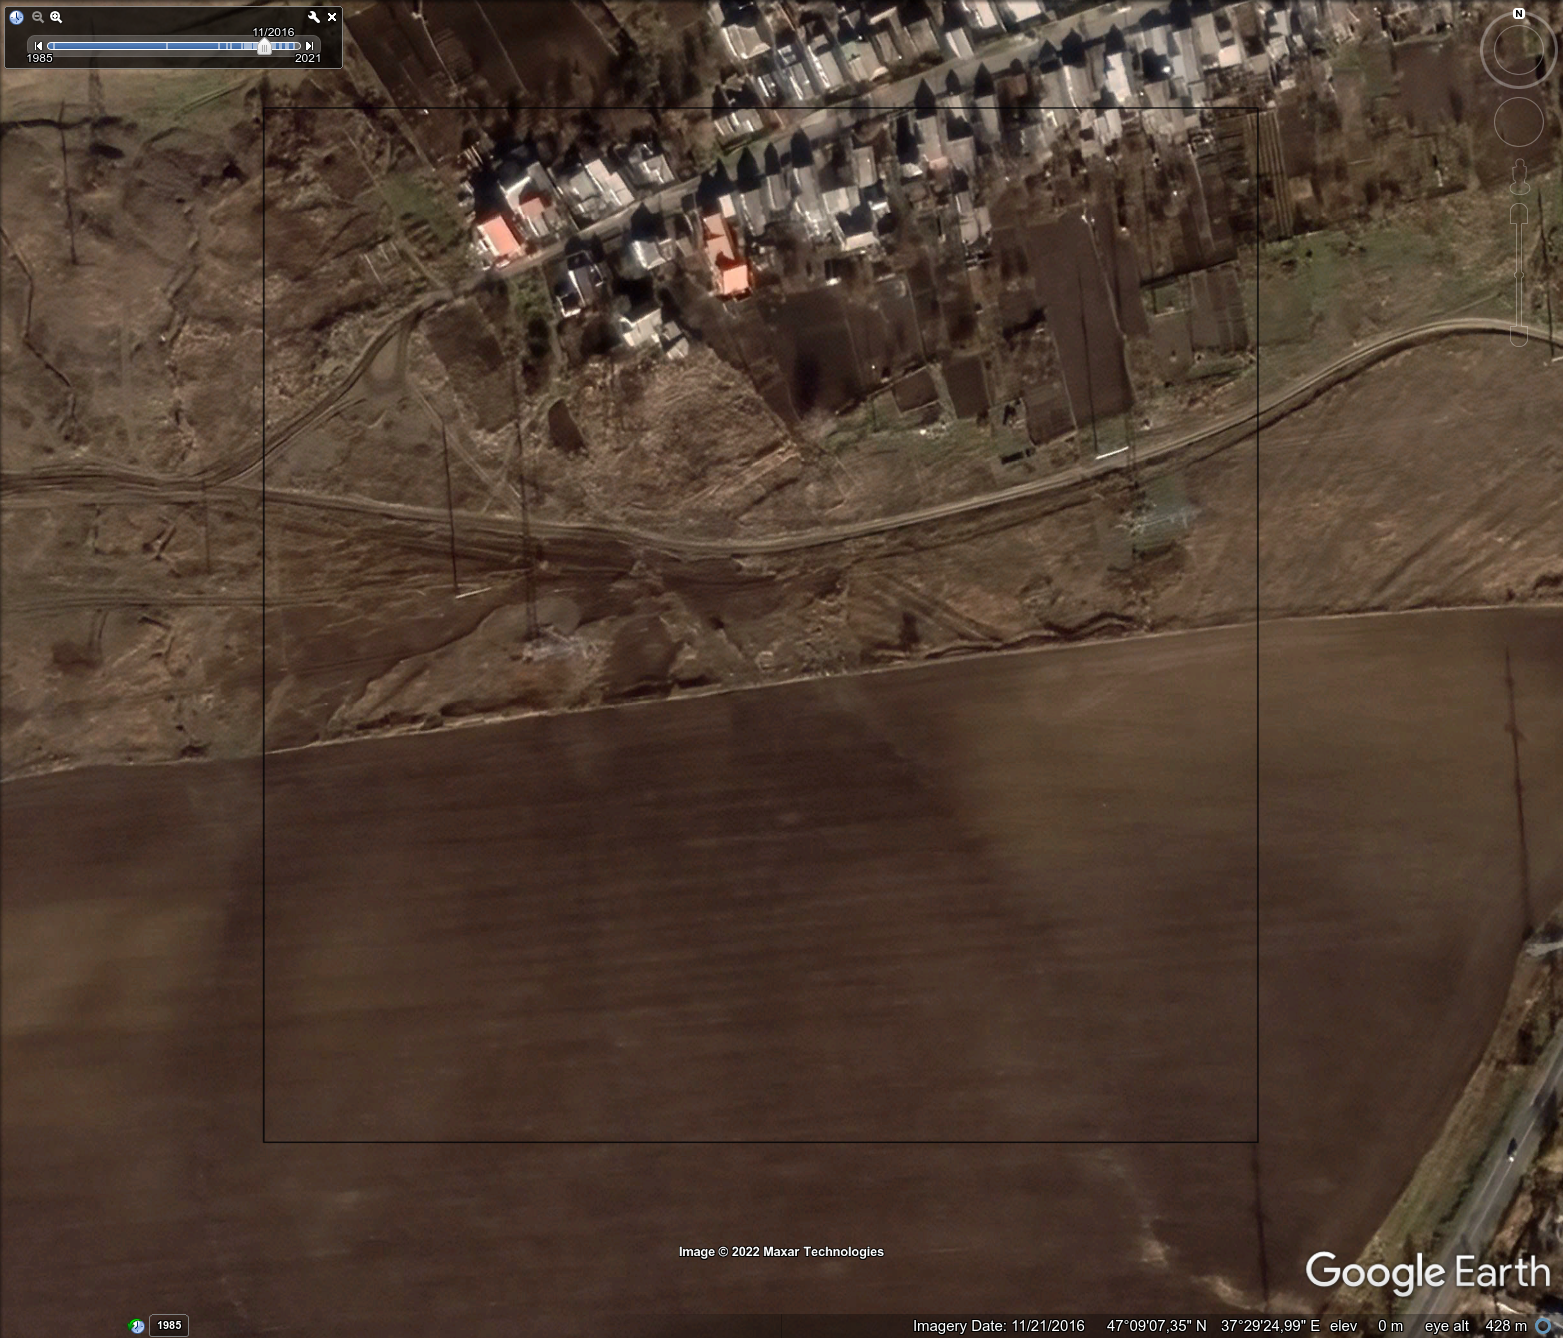 11/2016
1985
2021
N
Image © 2022 Maxar Technologies
Google Earth
1985
Imagery Date: 11/21/2016 47°09'07,35" N 37°29'24,99" E elev 0 m eye alt 428 m